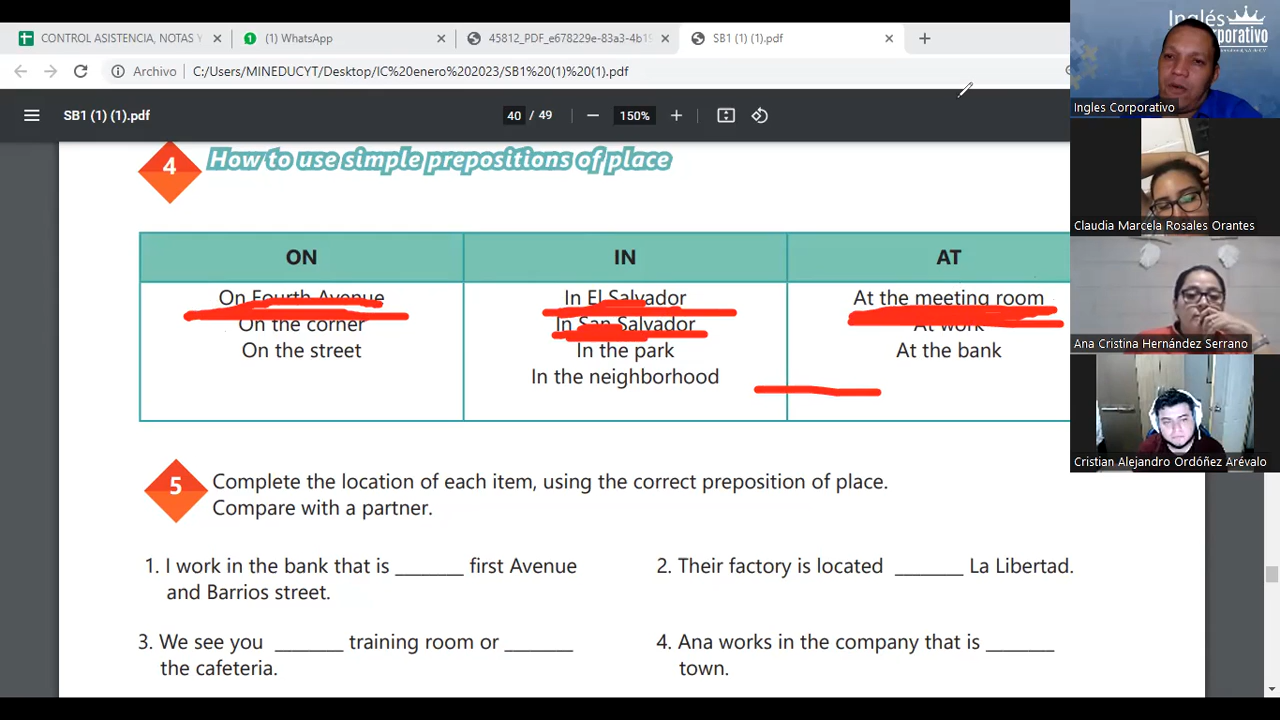 CONTROL ASISTENCIA, NOTAS Y
(1) WhatsApp
45812_PDF_e678229e-83a3-4b19
SB1 (1) (1).pdf
Archivo
C:/Users/MINEDUCYT/Desktop/IC%20enero%202023/SB1%20(1)%20(1).pdf
SB1 (1) (1).pdf
40 / 49
150%
Inglés
Corporativo
Ingles Corporativo
Claudia Marcela Rosales Orantes
Ana Cristina Hernández Serrano
Cristian Alejandro Ordóñez Arévalo
4 How to use simple prepositions of place
ON IN AT
On Fourth Avenue In El Salvador At the meeting room
On the corner In San Salvador At work
On the street In the park At the bank
In the neighborhood
5 Complete the location of each item, using the correct preposition of place.
Compare with a partner.
1. I work in the bank that is _______ first Avenue
and Barrios street.
2. Their factory is located _______ La Libertad.
3. We see you _______ training room or _______
the cafeteria.
4. Ana works in the company that is _______
town.